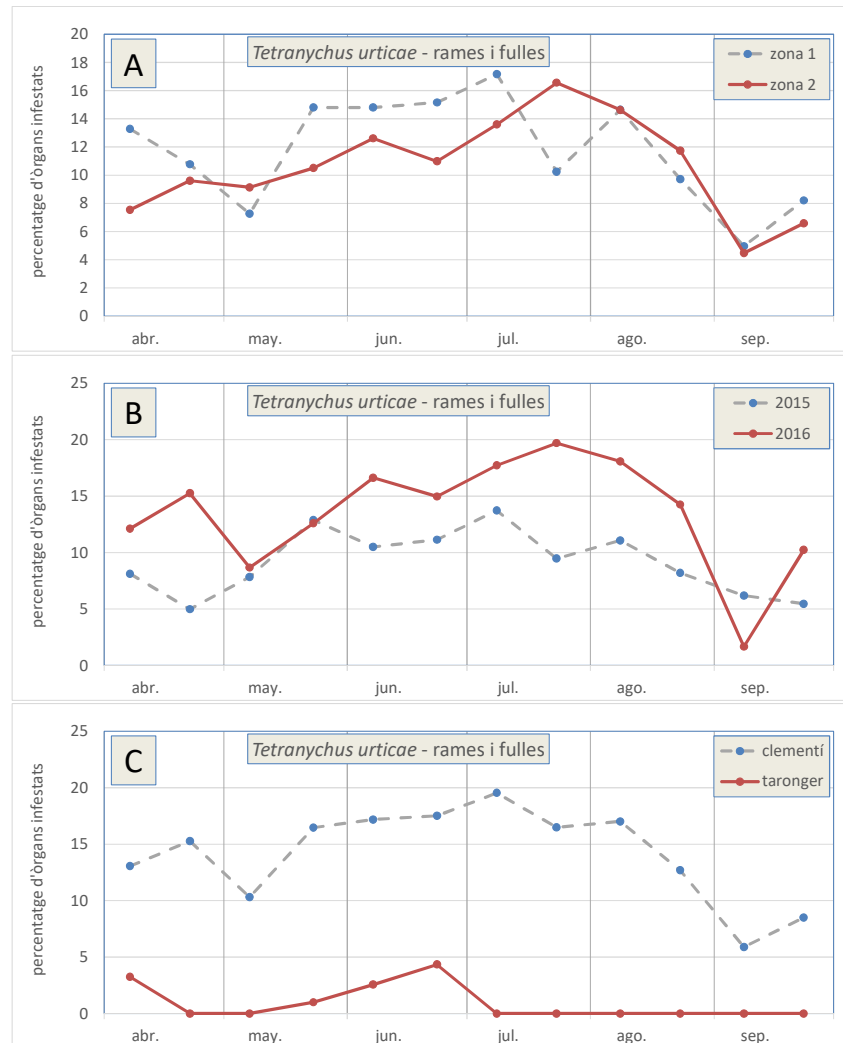 A
Tetranychus urticae - rames i fulles
zona 1
zona 2
percentatge d'òrgans infestats
20
18
16
14
12
10
8
6
4
2
0
abr. may. jun. jul. ago. sep.
B
Tetranychus urticae - rames i fulles
2015
2016
percentatge d'òrgans infestats
25
20
15
10
5
0
abr. may. jun. jul. ago. sep.
C
Tetranychus urticae - rames i fulles
clementí
taronger
percentatge d'òrgans infestats
25
20
15
10
5
0
abr. may. jun. jul. ago. sep.